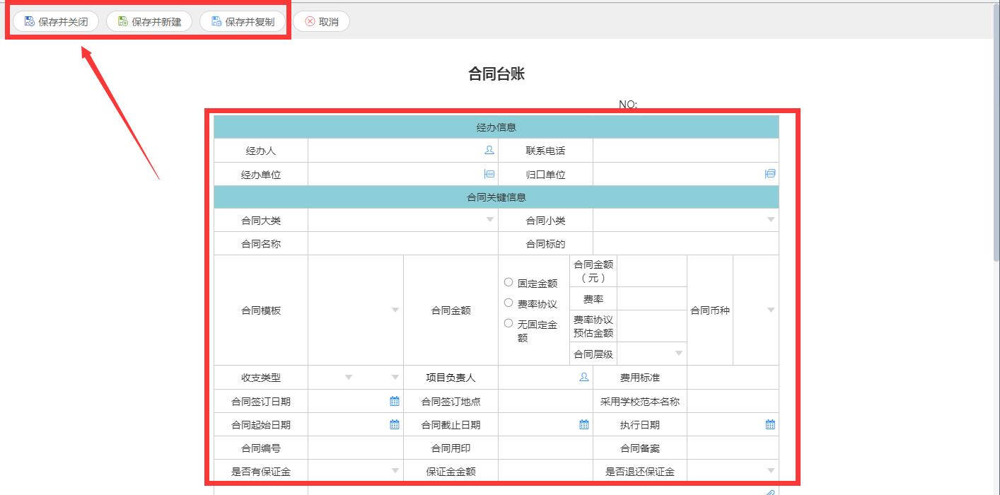 保存并关闭 保存并新建 保存并复制 取消
合同台账
NO:
经办信息
经办人 联系电话
经办单位 归口单位
合同关键信息
合同大类 合同小类
合同名称 合同标的
合同模板 合同金额
固定金额
费率协议
无固定金
额
合同金额
（元）
费率
费率协议
预估金额
合同层级
合同币种
收支类型 项目负责人 费用标准
合同签订日期 合同签订地点 采用学校范本名称
合同起始日期 合同截止日期 执行日期
合同编号 合同用印 合同备案
是否有保证金 保证金金额 是否退还保证金